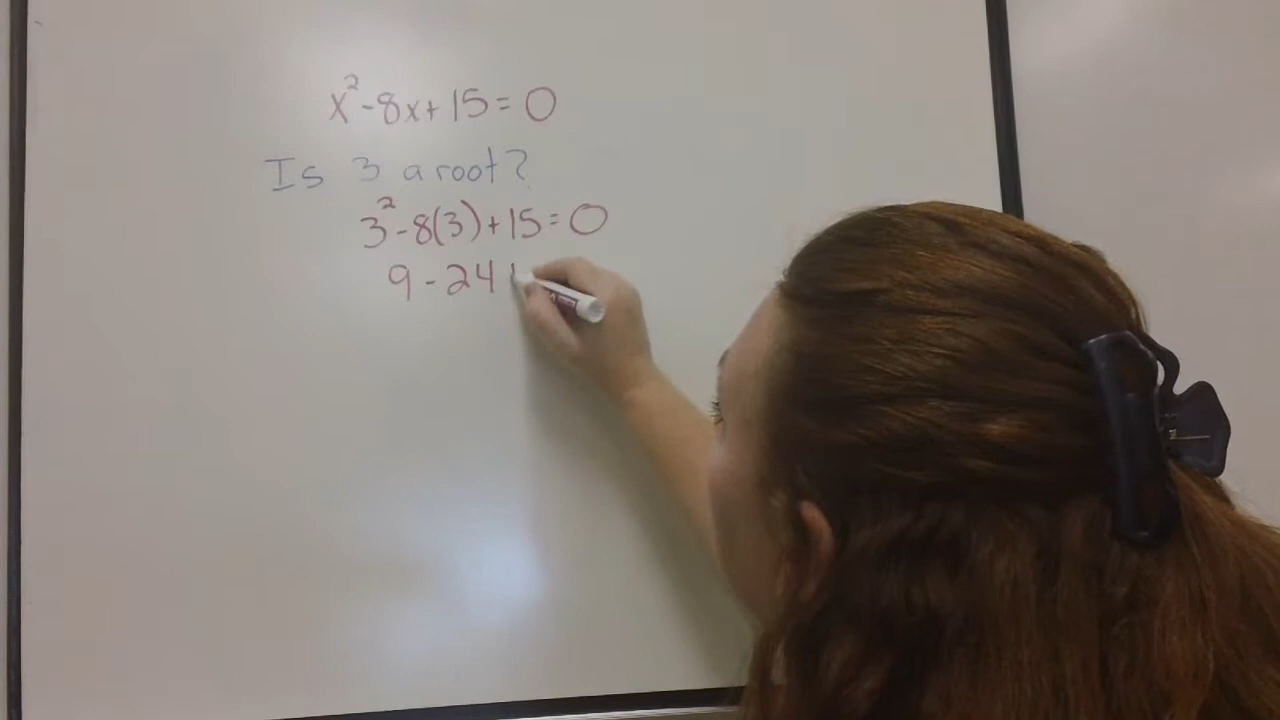 x² - 8x + 15 = 0
Is 3 a root?
3² - 8(3) + 15 = 0
9 - 24